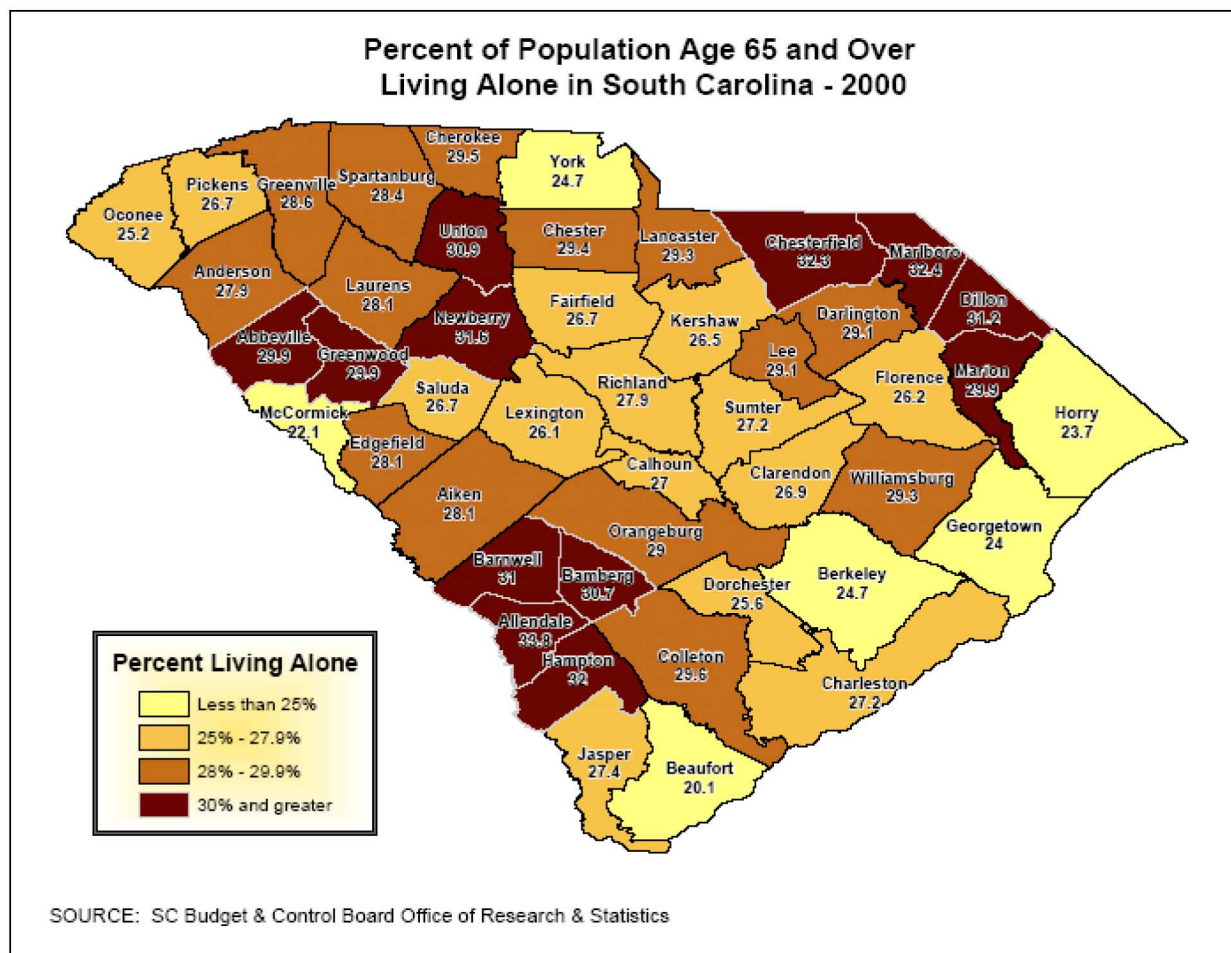 Percent of Population Age 65 and Over
Living Alone in South Carolina - 2000
Cherokee
29.5
York
24.7
Pickens
26.7
Greenville
28.6
Spartanburg
28.4
Oconee
25.2
Union
30.9
Chester
29.4
Lancaster
29.3
Chesterfield
32.3
Marlboro
32.4
Anderson
27.9
Laurens
28.1
Fairfield
26.7
Kershaw
26.5
Darlington
29.1
Dillon
31.2
Newberry
31.6
Abbeville
29.9
Greenwood
29.9
Lee
29.1
Marion
29.9
Saluda
26.7
Richland
27.9
Florence
26.2
McCormick
22.1
Lexington
26.1
Sumter
27.2
Horry
23.7
Edgefield
28.1
Calhoun
27
Clarendon
26.9
Williamsburg
29.3
Aiken
28.1
Orangeburg
29
Georgetown
24
Barnwell
31
Bamberg
30.7
Dorchester
25.6
Berkeley
24.7
Allendale
33.8
Hampton
32
Colleton
29.6
Charleston
27.2
Jasper
27.4
Beaufort
20.1
Percent Living Alone
Less than 25%
25% - 27.9%
28% - 29.9%
30% and greater
SOURCE: SC Budget & Control Board Office of Research & Statistics